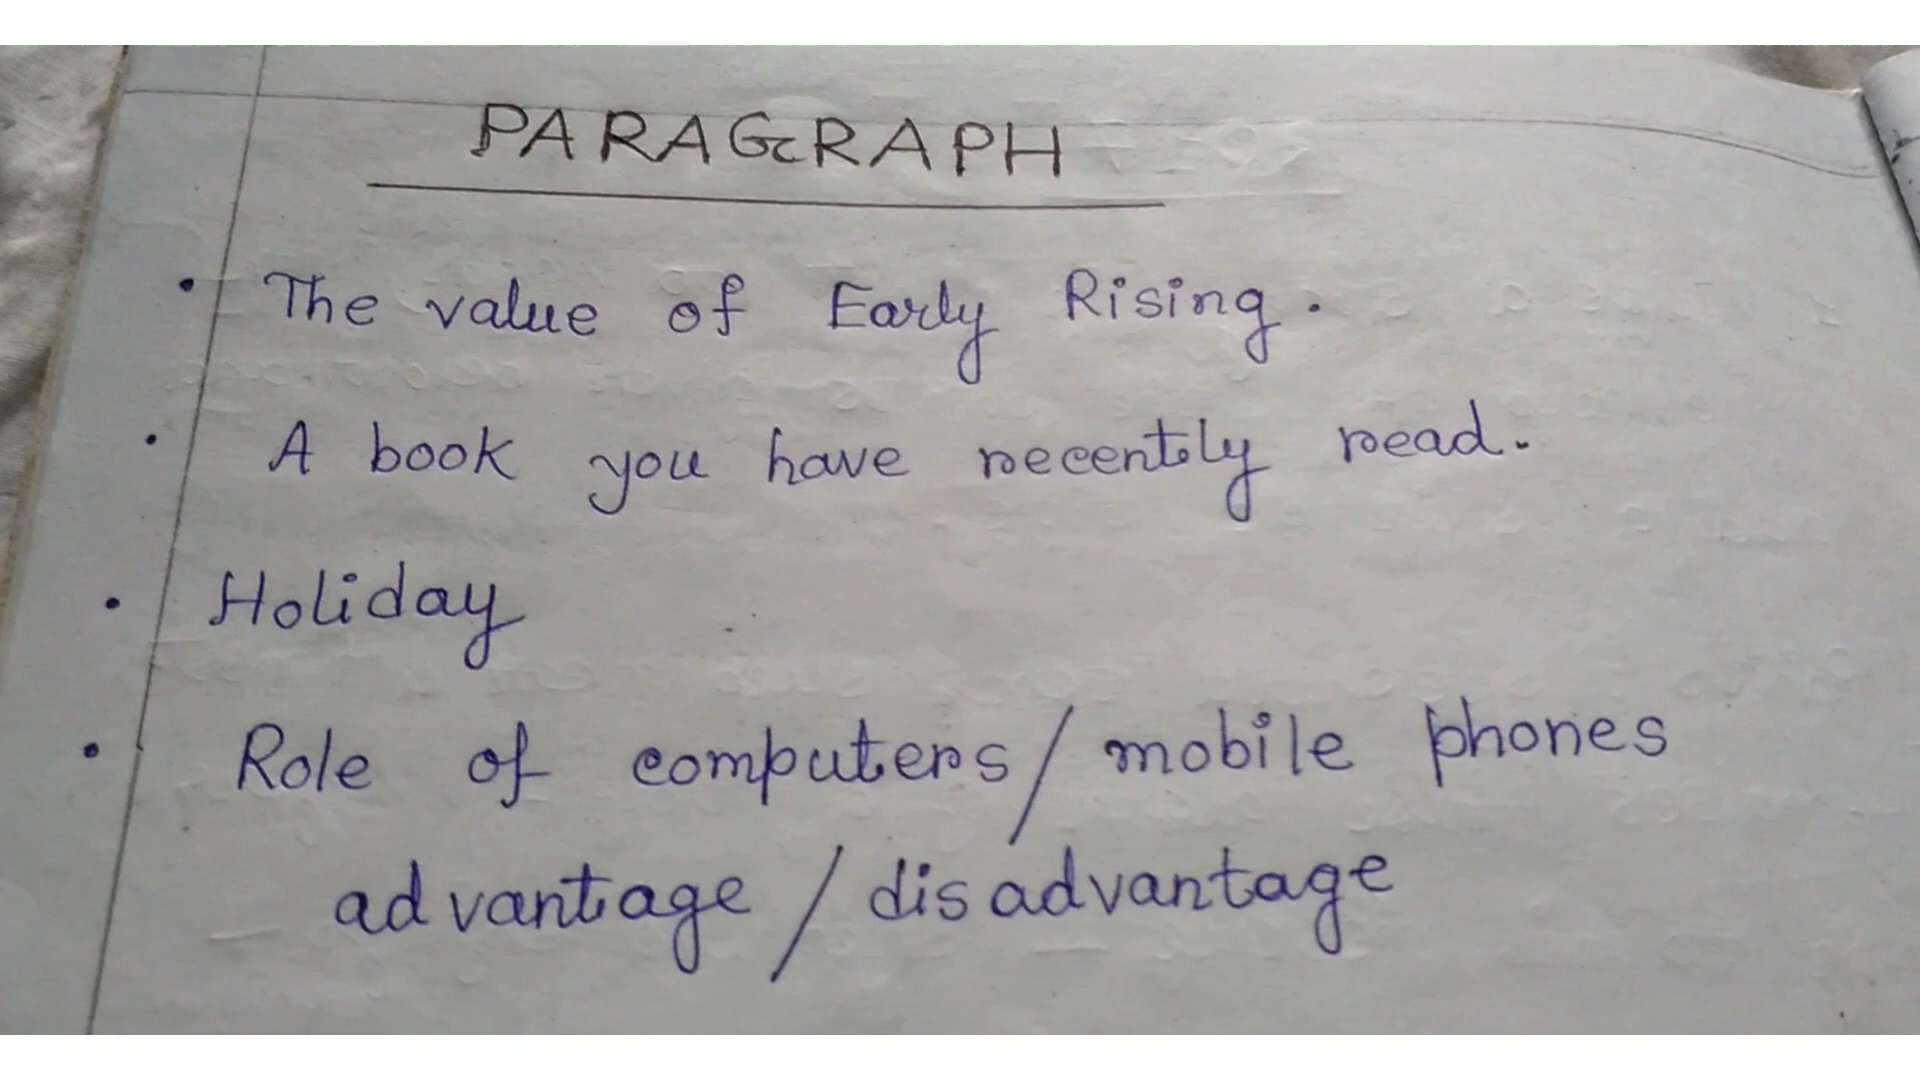 PARAGRAPH
• The value of Early Rising.
• A book you have recently read.
• Holiday
• Role of computers/mobile phones
advantage/disadvantage